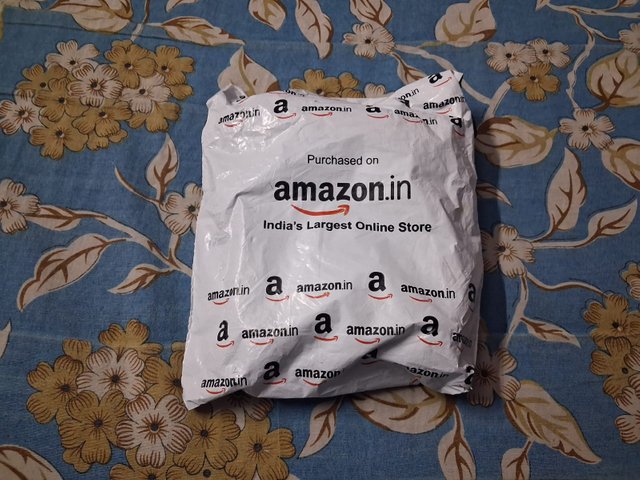 amazon.in a amazon.in a amazon.in a
amazon.in
Purchased on
amazon.in
India's Largest Online Store
amazon.in a amazon.in a amazon.in a
a amazon.in a amazon.in a
amazon.in a amazon a